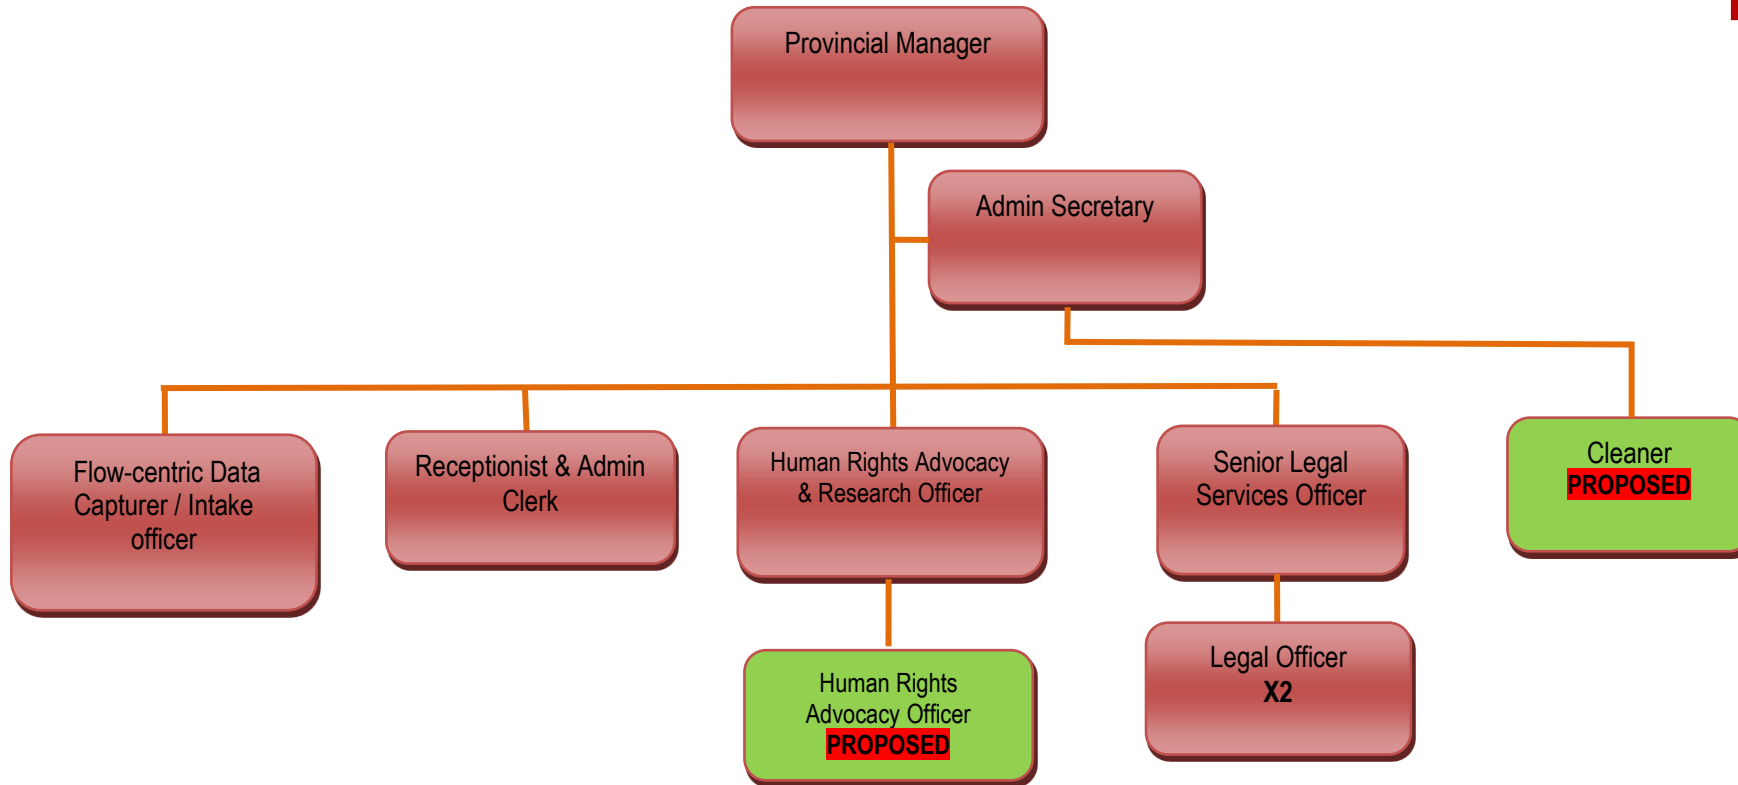 Provincial Manager
Admin Secretary
Flow-centric Data
Capturer / Intake
officer
Receptionist & Admin
Clerk
Human Rights Advocacy
& Research Officer
Senior Legal
Services Officer
Cleaner
PROPOSED
Human Rights
Advocacy Officer
PROPOSED
Legal Officer
X2